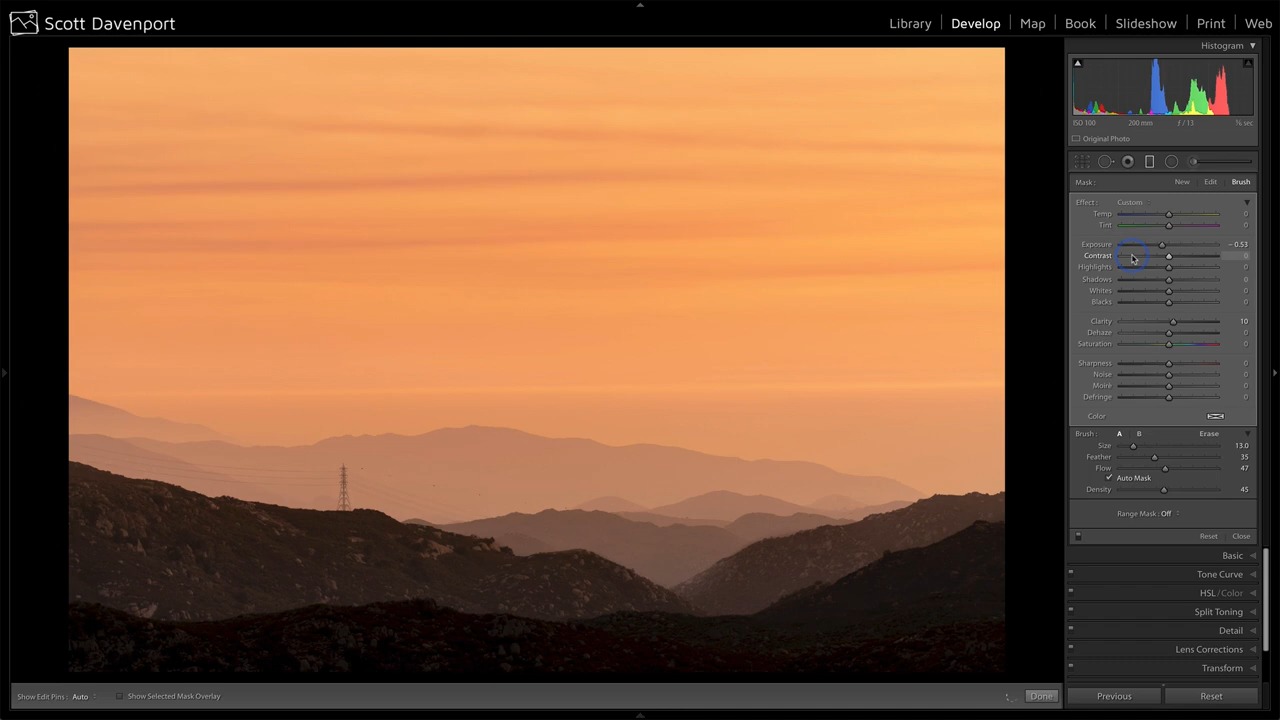 Scott Davenport
Library | Develop | Map | Book | Slideshow | Print | Web
Histogram
ISO 100 200 mm ƒ / 13 ⅙ sec
Original Photo
Mask : New Edit Brush
Effect : Custom
Temp 0
Tint 0
Exposure – 0.53
Contrast 0
Highlights 0
Shadows 0
Whites 0
Blacks 0
Clarity 10
Dehaze 0
Saturation 0
Sharpness 0
Noise 0
Moiré 0
Defringe 0
Color
Brush : A B Erase
Size 13.0
Feather 35
Flow 47
Auto Mask
Density 45
Range Mask : Off
Reset Close
Basic
Tone Curve
HSL / Color
Split Toning
Detail
Lens Corrections
Transform
Show Edit Pins : Auto Show Selected Mask Overlay Done
Previous Reset